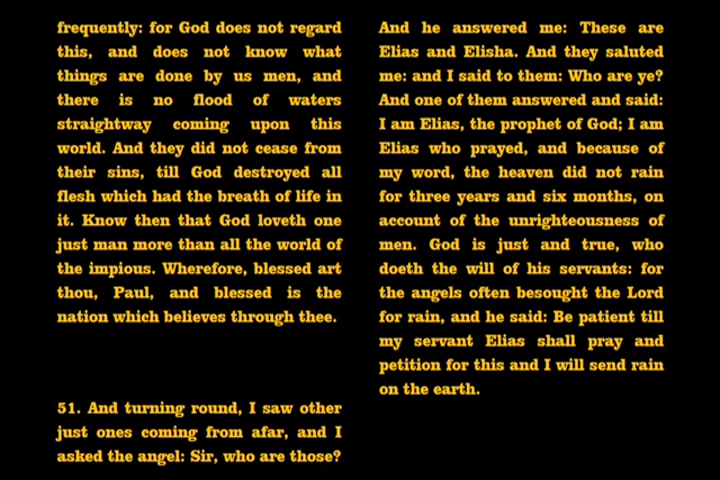 frequently: for God does not regard
this, and does not know what
things are done by us men, and
there is no flood of waters
straightway coming upon this
world. And they did not cease from
their sins, till God destroyed all
flesh which had the breath of life in
it. Know then that God loveth one
just man more than all the world of
the impious. Wherefore, blessed art
thou, Paul, and blessed is the
nation which believes through thee.
51. And turning round, I saw other
just ones coming from afar, and I
asked the angel: Sir, who are those?
And he answered me: These are
Elias and Elisha. And they saluted
me: and I said to them: Who are ye?
And one of them answered and said:
I am Elias, the prophet of God; I am
Elias who prayed, and because of
my word, the heaven did not rain
for three years and six months, on
account of the unrighteousness of
men. God is just and true, who
doeth the will of his servants: for
the angels often besought the Lord
for rain, and he said: Be patient till
my servant Elias shall pray and
petition for this and I will send rain
on the earth.